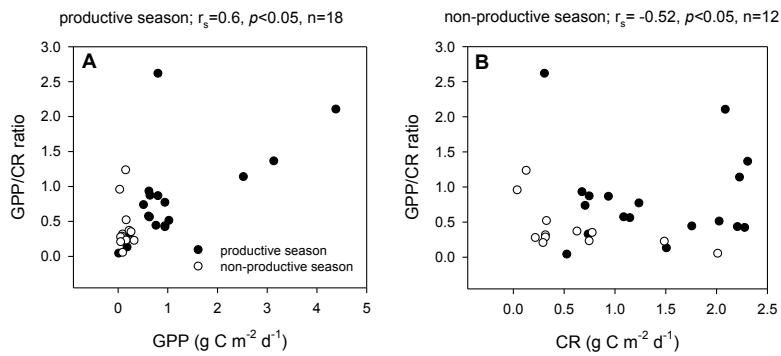 productive season; rs=0.6, p<0.05, n=18
non-productive season; rs= -0.52, p<0.05, n=12
A
GPP/CR ratio
3.0
2.5
2.0
1.5
1.0
0.5
0.0
productive season
non-productive season
0 1 2 3 4 5
GPP (g C m-2 d-1)
B
GPP/CR ratio
3.0
2.5
2.0
1.5
1.0
0.5
0.0
0.0 0.5 1.0 1.5 2.0 2.5
CR (g C m-2 d-1)